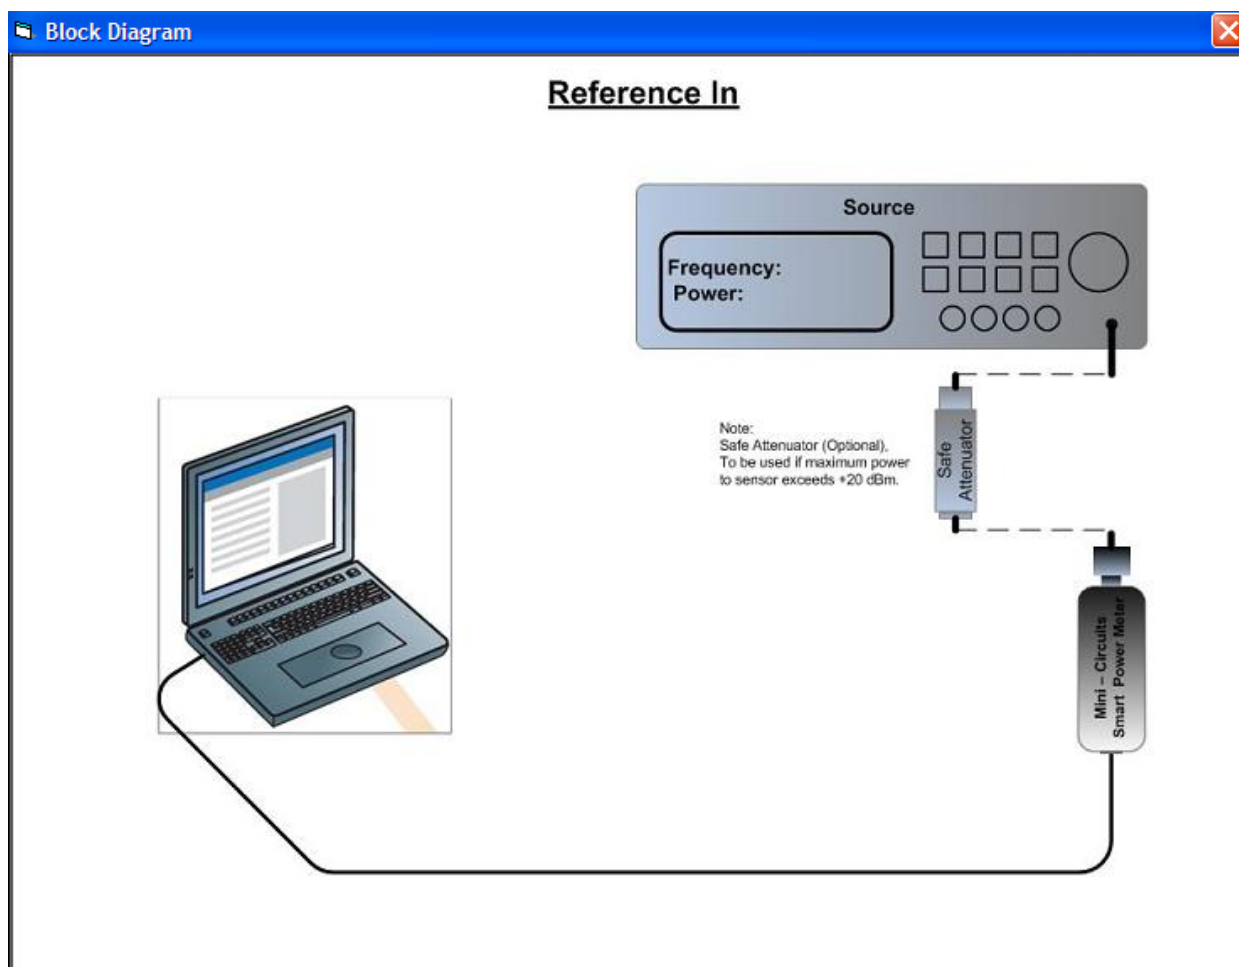 Block Diagram
Reference In
Source
Frequency:
Power:
Note:
Safe Attenuator (Optional),
To be used if maximum power
to sensor exceeds +20 dBm.
Safe
Attenuator
Mini – Circuits
Smart Power Meter